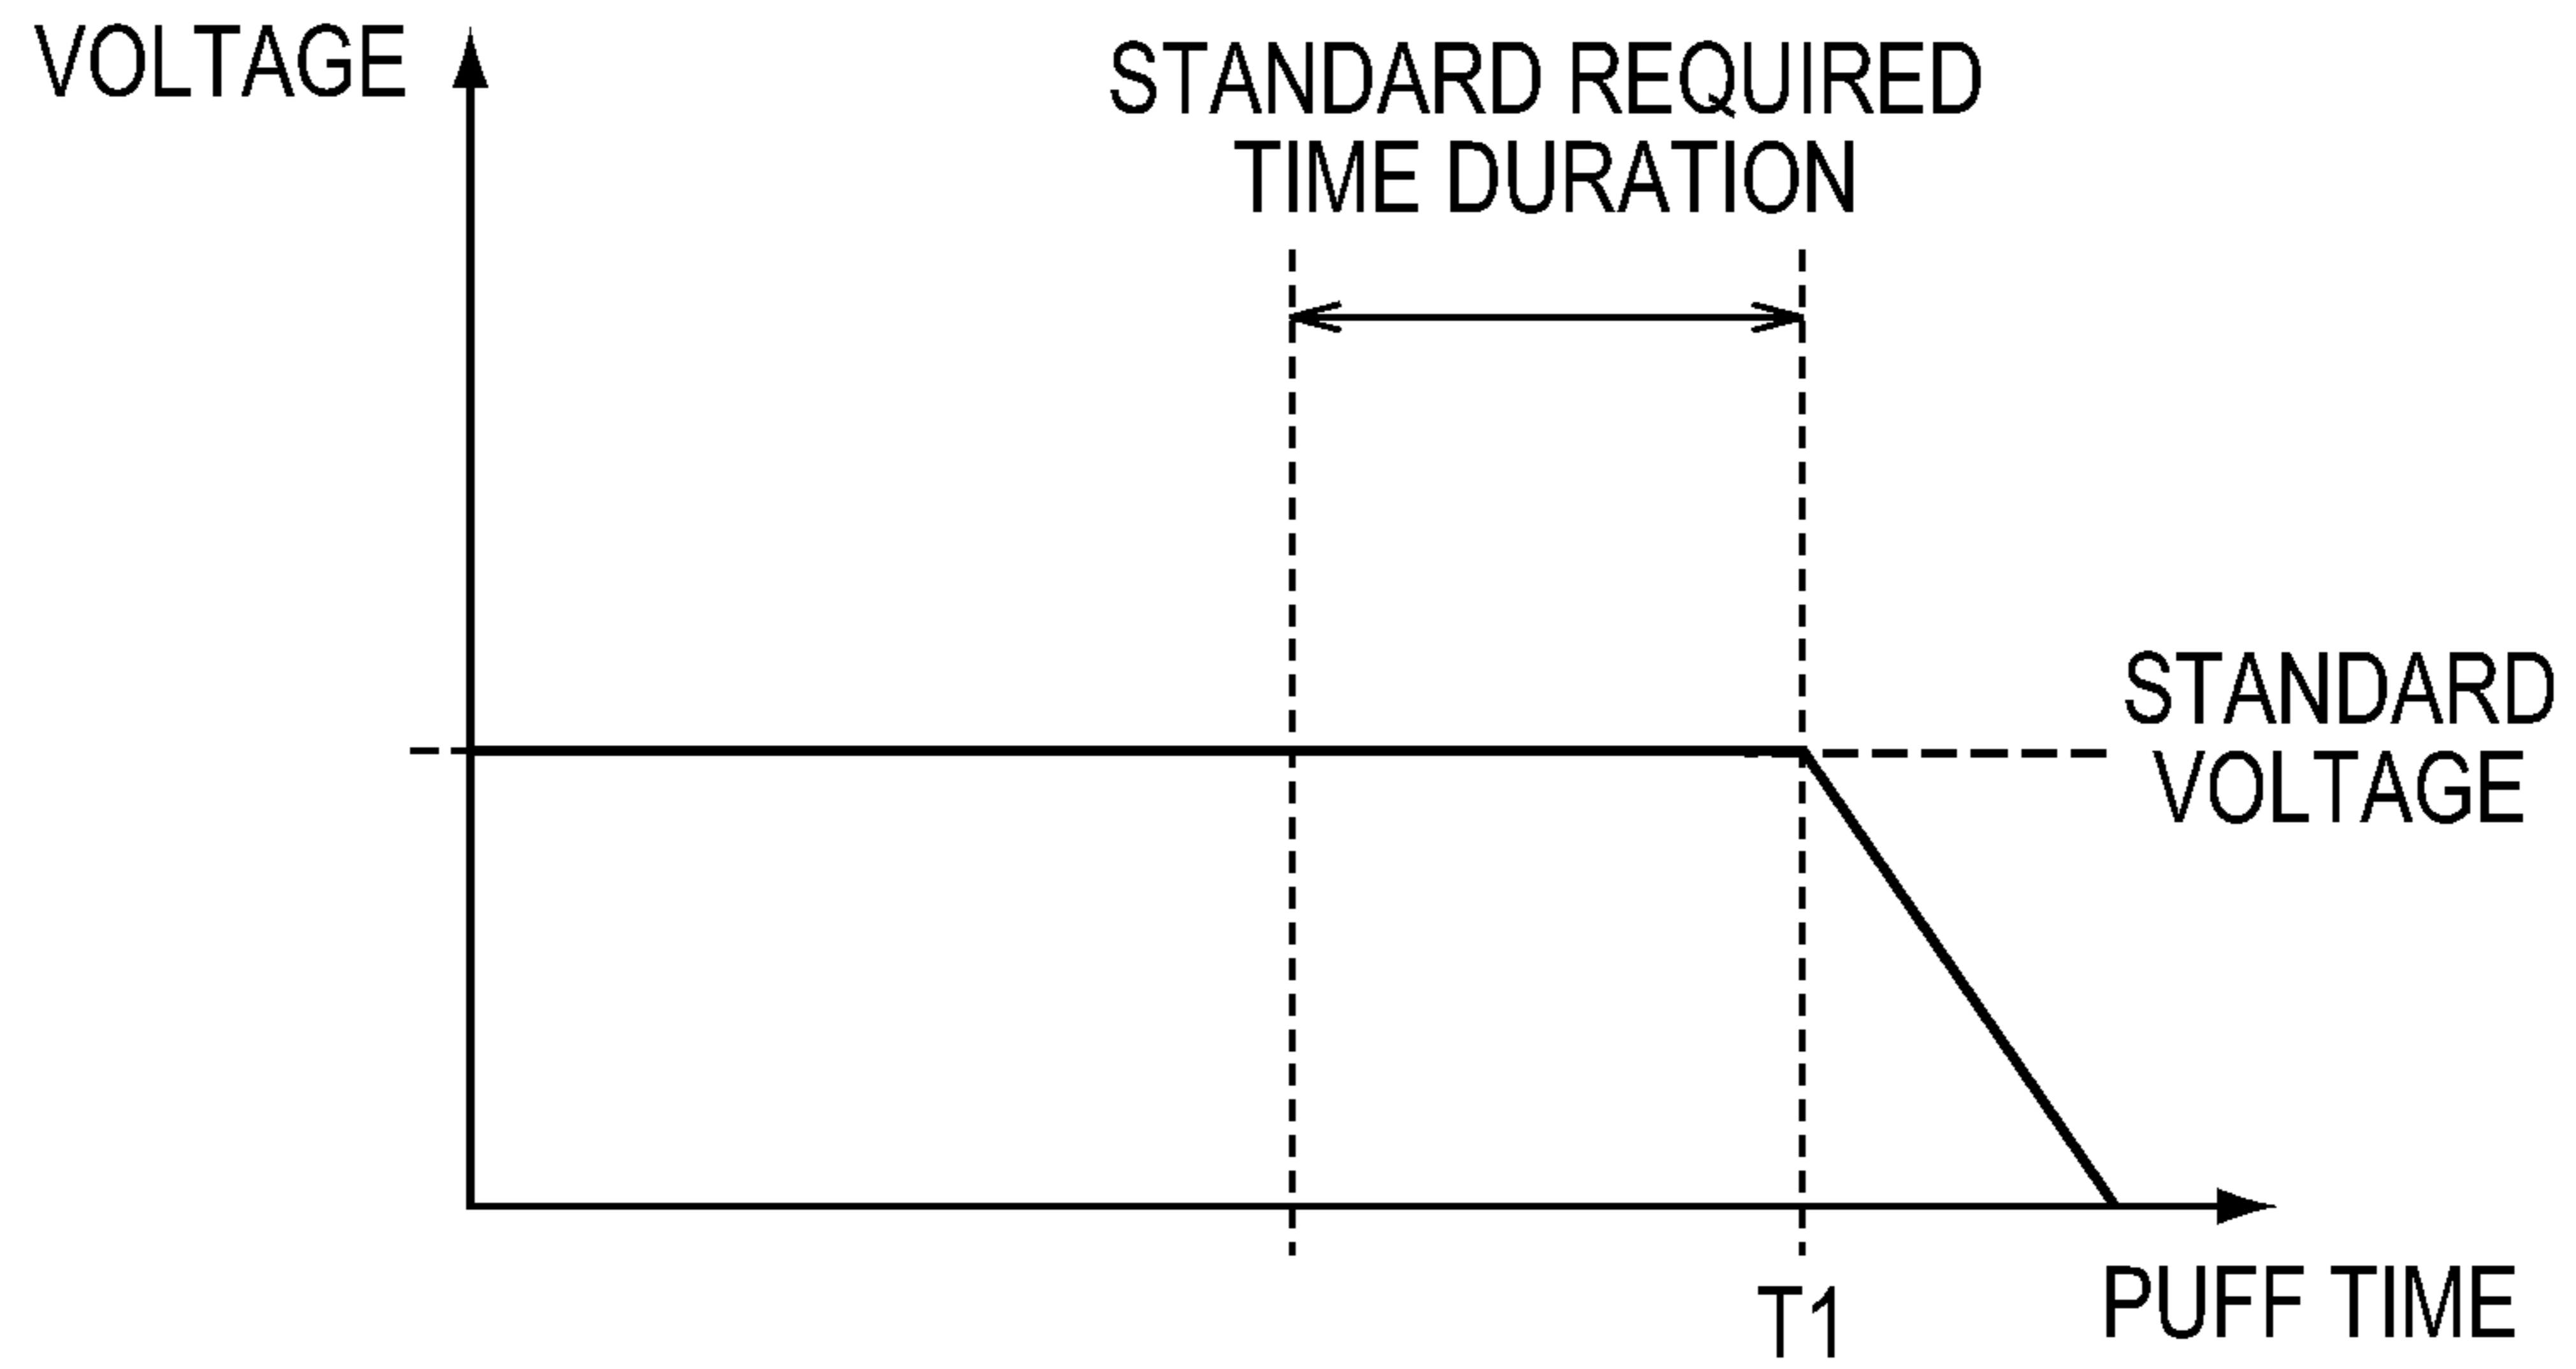 VOLTAGE
STANDARD REQUIRED
TIME DURATION
STANDARD
VOLTAGE
T1
PUFF TIME